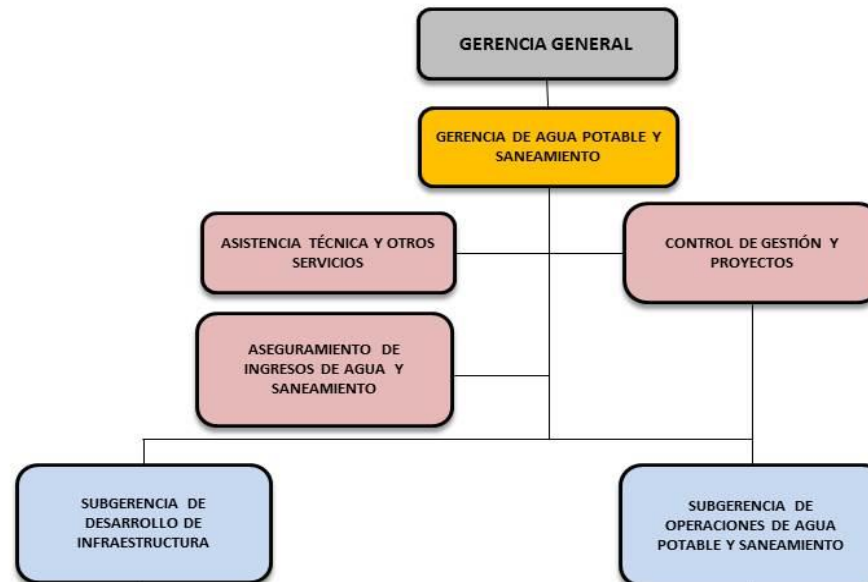 GERENCIA GENERAL
GERENCIA DE AGUA POTABLE Y
SANEAMIENTO
ASISTENCIA TÉCNICA Y OTROS
SERVICIOS
CONTROL DE GESTIÓN Y
PROYECTOS
ASEGURAMIENTO DE
INGRESOS DE AGUA Y
SANEAMIENTO
SUBGERENCIA DE
DESARROLLO DE
INFRAESTRUCTURA
SUBGERENCIA DE
OPERACIONES DE AGUA
POTABLE Y SANEAMIENTO